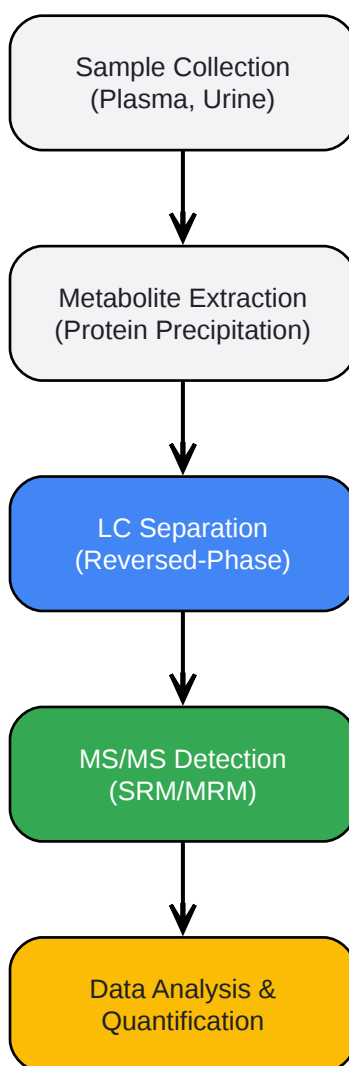 Sample Collection
(Plasma, Urine)
Metabolite Extraction
(Protein Precipitation)
LC Separation
(Reversed-Phase)
MS/MS Detection
(SRM/MRM)
Data Analysis &
Quantification